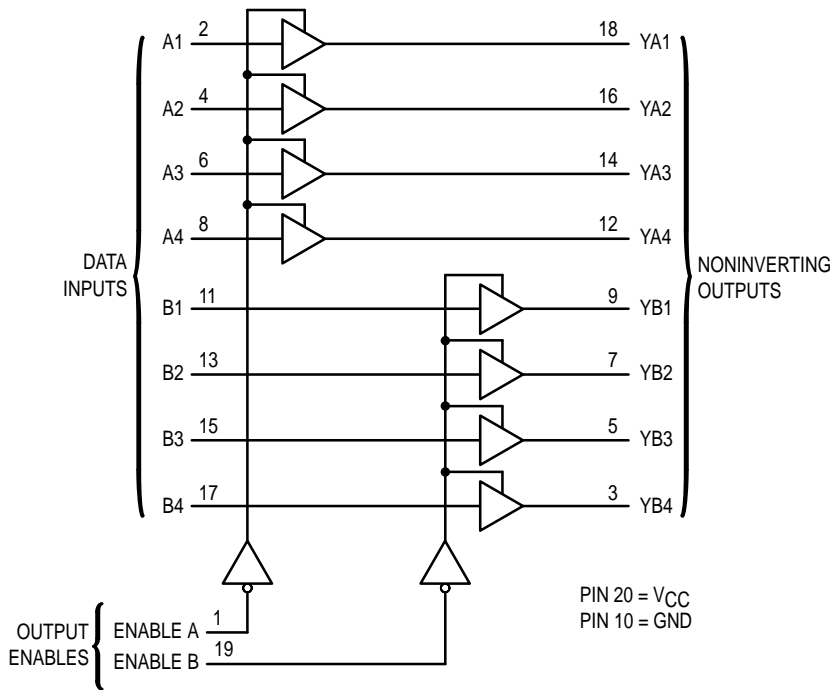 A1 2 18 YA1
A2 4 16 YA2
A3 6 14 YA3
A4 8 12 YA4
DATA
INPUTS
NONINVERTING
OUTPUTS
B1 11 9 YB1
B2 13 7 YB2
B3 15 5 YB3
B4 17 3 YB4
OUTPUT
ENABLES
ENABLE A 1
ENABLE B 19
PIN 20 = VCC
PIN 10 = GND